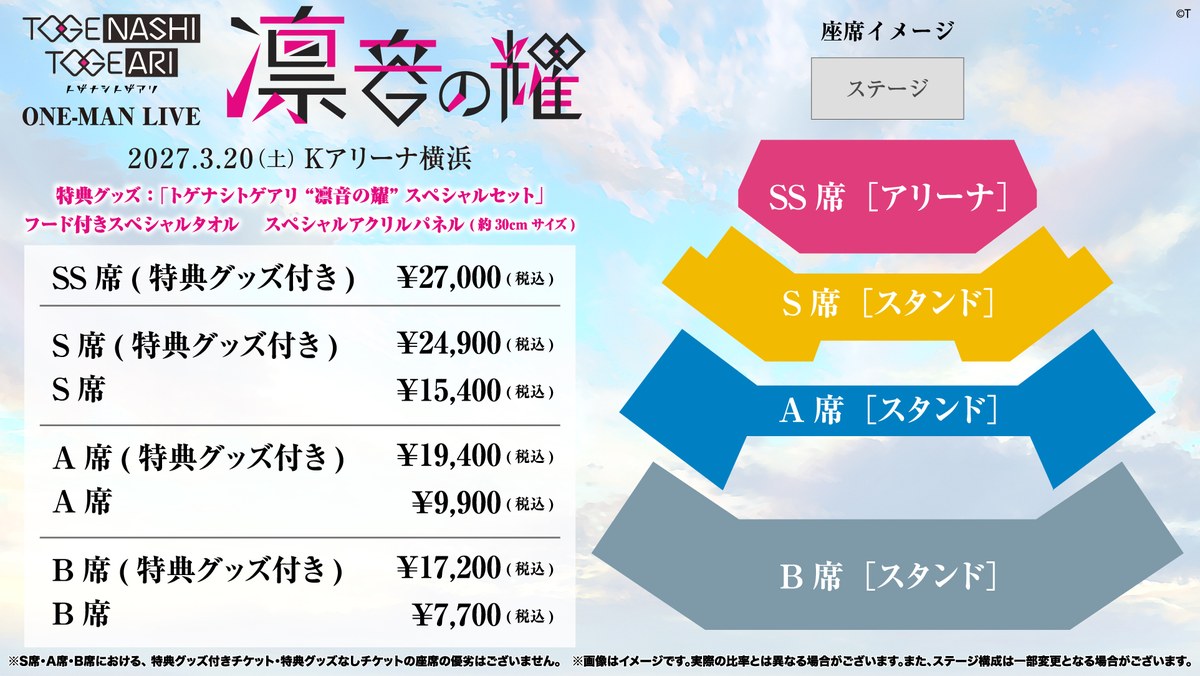 ©T
TOGENASHI
TOGEARI
トゲナシトゲアリ
ONE-MAN LIVE
凛音の耀
2027.3.20(土) Kアリーナ横浜
特典グッズ：「トゲナシトゲアリ “凛音の耀” スペシャルセット」
フード付きスペシャルタオル　スペシャルアクリルパネル (約30cmサイズ)
SS席 (特典グッズ付き) ¥27,000 (税込)
S席 (特典グッズ付き) ¥24,900 (税込)
S席 ¥15,400 (税込)
A席 (特典グッズ付き) ¥19,400 (税込)
A席 ¥9,900 (税込)
B席 (特典グッズ付き) ¥17,200 (税込)
B席 ¥7,700 (税込)
座席イメージ
ステージ
SS席［アリーナ］
S席［スタンド］
A席［スタンド］
B席［スタンド］
※S席・A席・B席における、特典グッズ付きチケット・特典グッズなしチケットの座席の優劣はございません。　※画像はイメージです。実際の比率とは異なる場合がございます。また、ステージ構成は一部変更となる場合がございます。